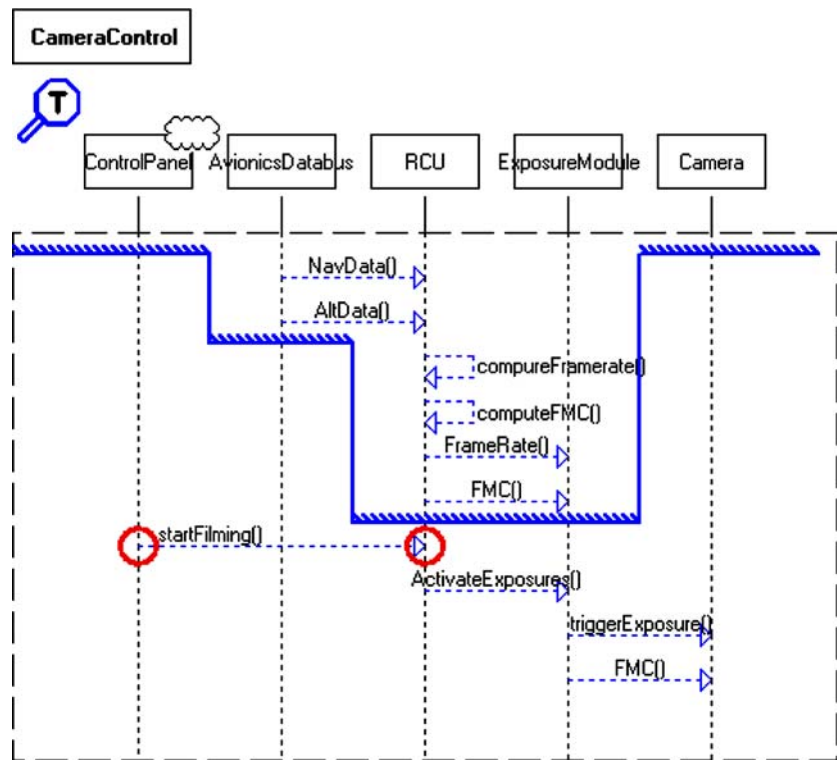 CameraControl
T
ControlPanel AvionicsDatabus RCU ExposureModule Camera
NavData()
AltData()
compureFramerate()
computeFMC()
FrameRate()
FMC()
startFilming()
ActivateExposures()
triggerExposure()
FMC()